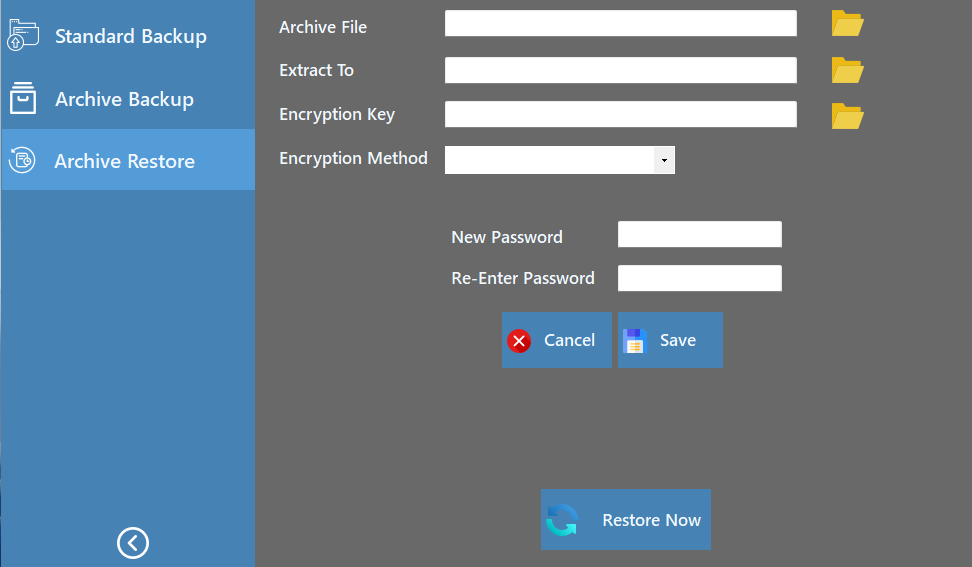 Standard Backup
Archive Backup
Archive Restore
Archive File
Extract To
Encryption Key
Encryption Method
New Password
Re-Enter Password
Cancel
Save
Restore Now